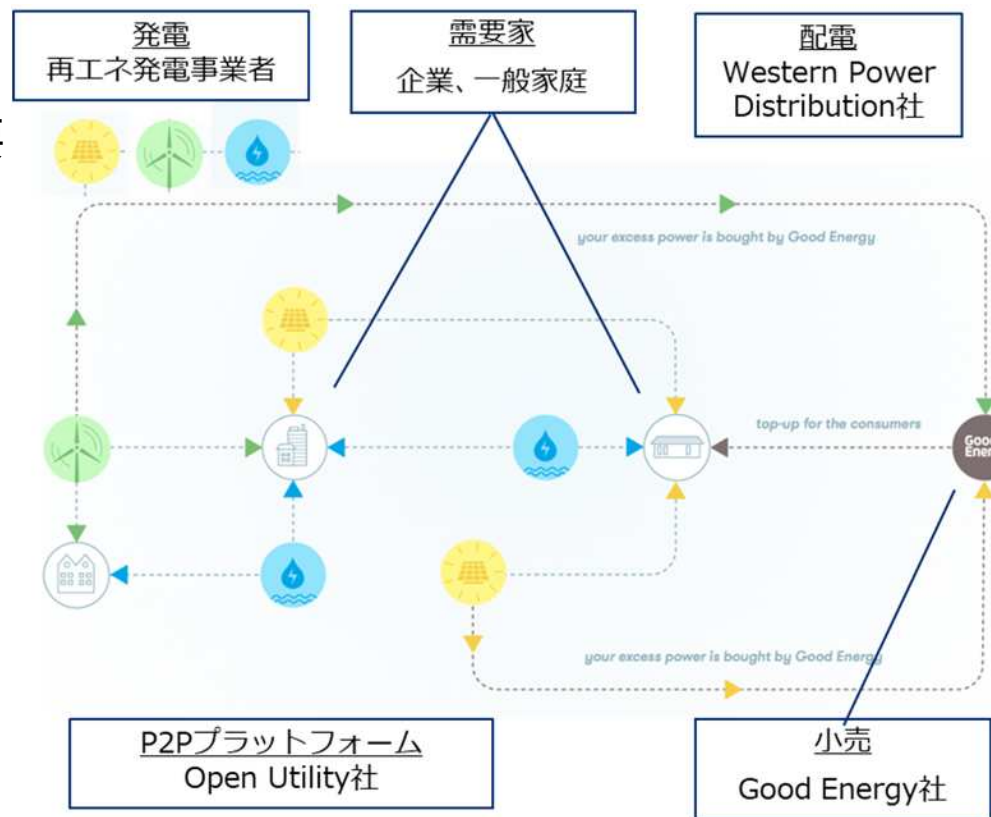 発電
再エネ発電事業者
需要家
企業、一般家庭
配電
Western Power
Distribution社
your excess power is bought by Good Energy
top-up for the consumers
your excess power is bought by Good Energy
P2Pプラットフォーム
Open Utility社
小売
Good Energy社